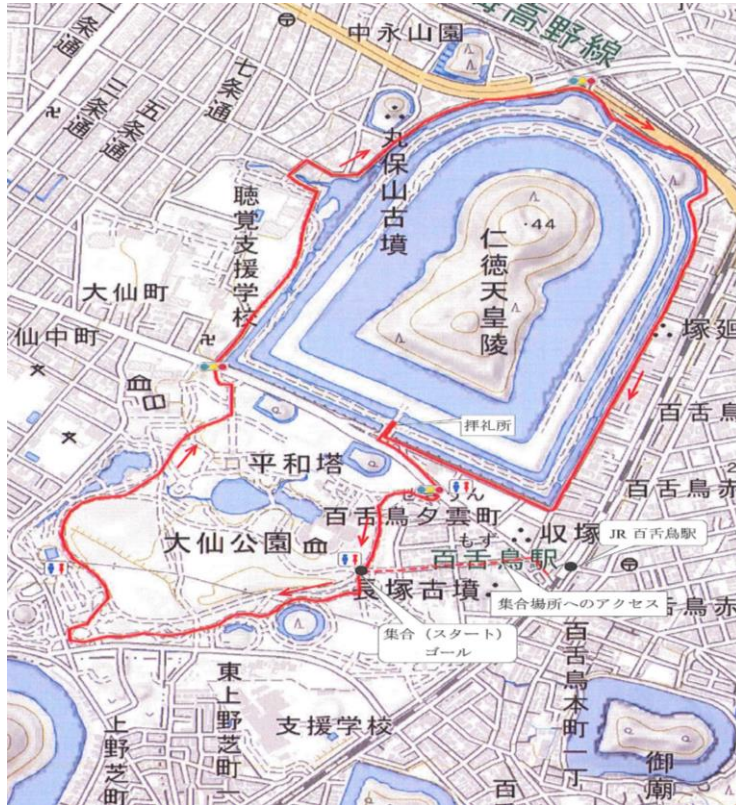 高野線
中永山園
一条通
三条通
五条通
七条通
丸保山古墳
聴覚支援学校
・44
仁徳天皇陵
大仙町
仙中町
塚廻
拝礼所
百舌鳥
平和塔
百舌鳥赤
百舌鳥夕雲町
収塚
JR 百舌鳥駅
大仙公園
もず
百舌鳥駅
長塚古墳
集合場所へのアクセス
鳥赤
集合（スタート）
ゴール
東上野芝町一
支援学校
百舌鳥本町一丁
上野芝町
御廟
百